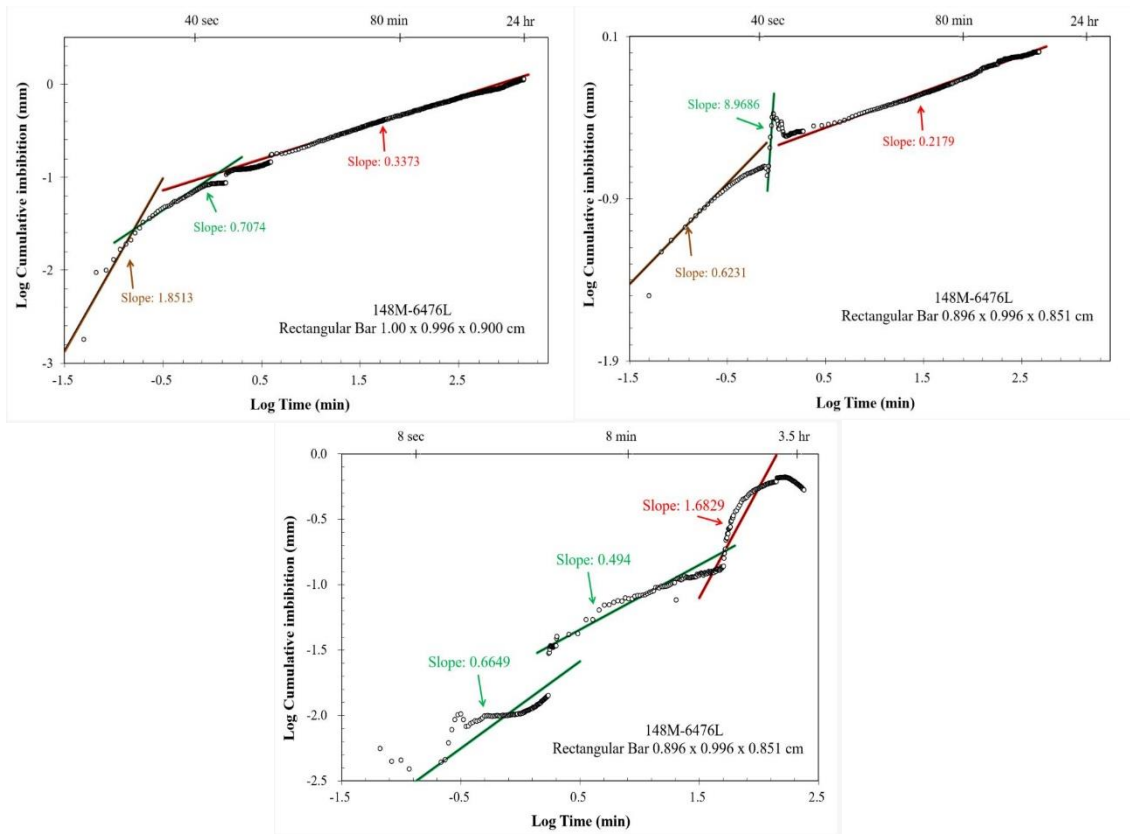 40 sec 80 min 24 hr
1
0
-1
-2
-3
Log Cumulative imbibition (mm)
Slope: 0.3373
Slope: 0.7074
Slope: 1.8513
148M-6476L
Rectangular Bar 1.00 x 0.996 x 0.900 cm
-1.5 -0.5 0.5 1.5 2.5
Log Time (min)
40 sec 80 min 24 hr
0.1
-0.9
-1.9
Log Cumulative imbibition (mm)
Slope: 8.9686
Slope: 0.2179
Slope: 0.6231
148M-6476L
Rectangular Bar 0.896 x 0.996 x 0.851 cm
-1.5 -0.5 0.5 1.5 2.5
Log Time (min)
8 sec 8 min 3.5 hr
0.0
-0.5
-1.0
-1.5
-2.0
-2.5
Log Cumulative imbibition (mm)
Slope: 1.6829
Slope: 0.494
Slope: 0.6649
148M-6476L
Rectangular Bar 0.896 x 0.996 x 0.851 cm
-1.5 -0.5 0.5 1.5 2.5
Log Time (min)